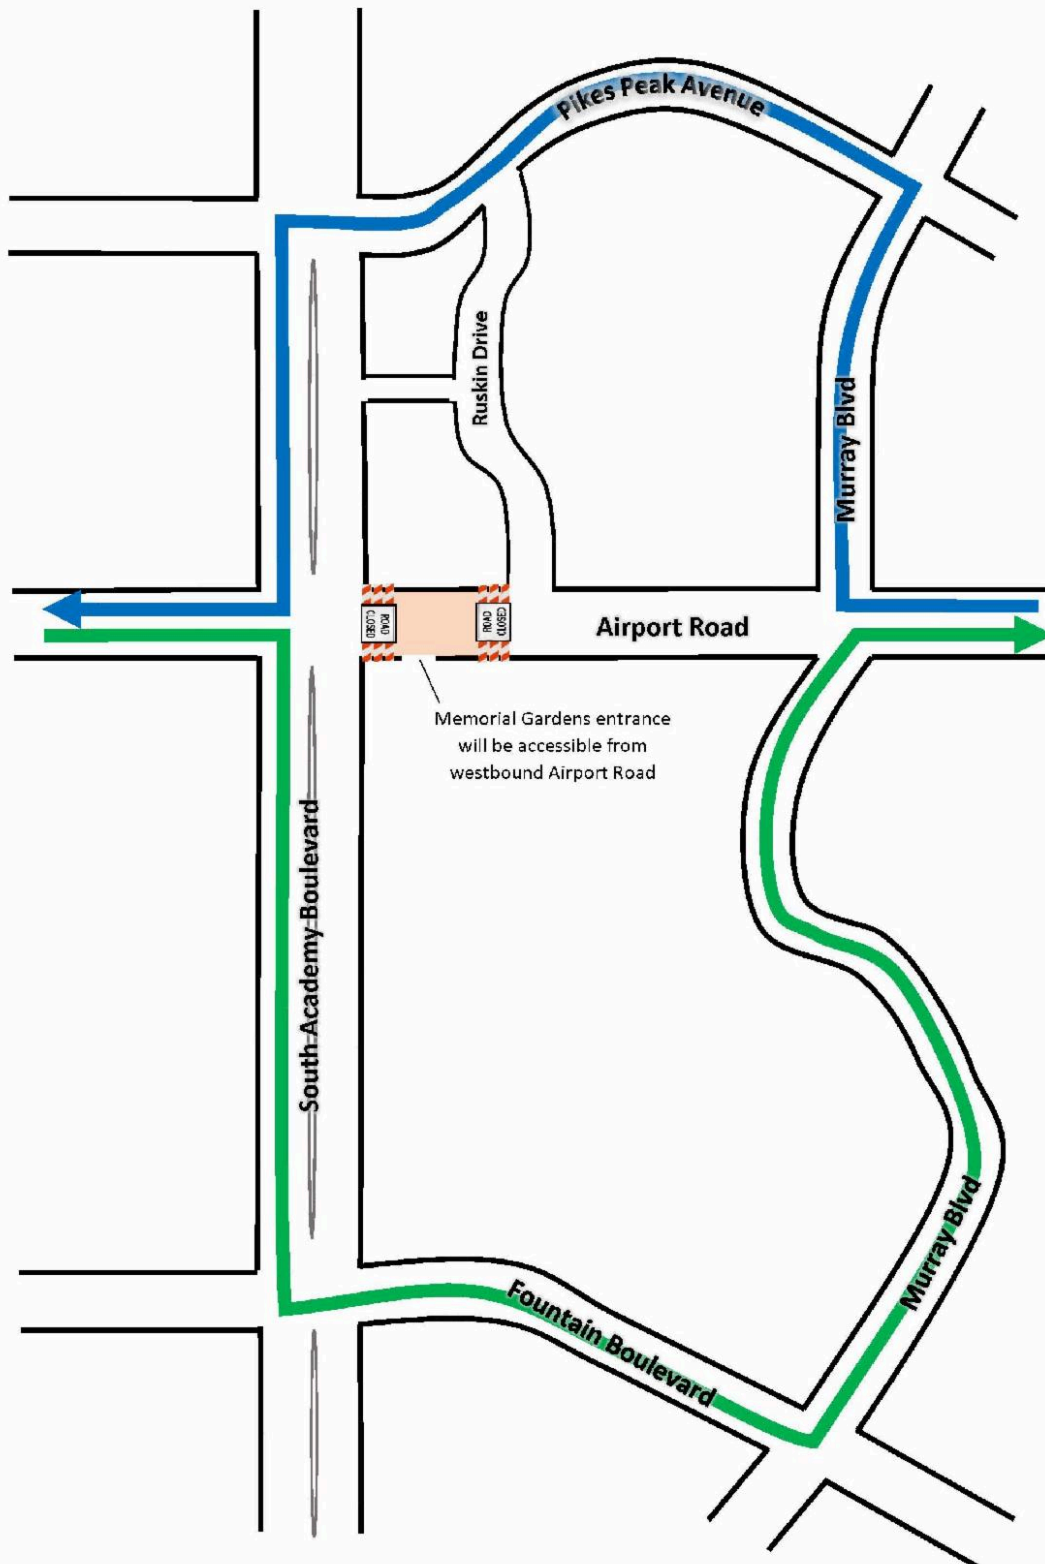 Pikes Peak Avenue
Ruskin Drive
Murray Blvd
ROAD
CLOSED
ROAD
CLOSED
Airport Road
Memorial Gardens entrance
will be accessible from
westbound Airport Road
South Academy Boulevard
Murray Blvd
Fountain Boulevard